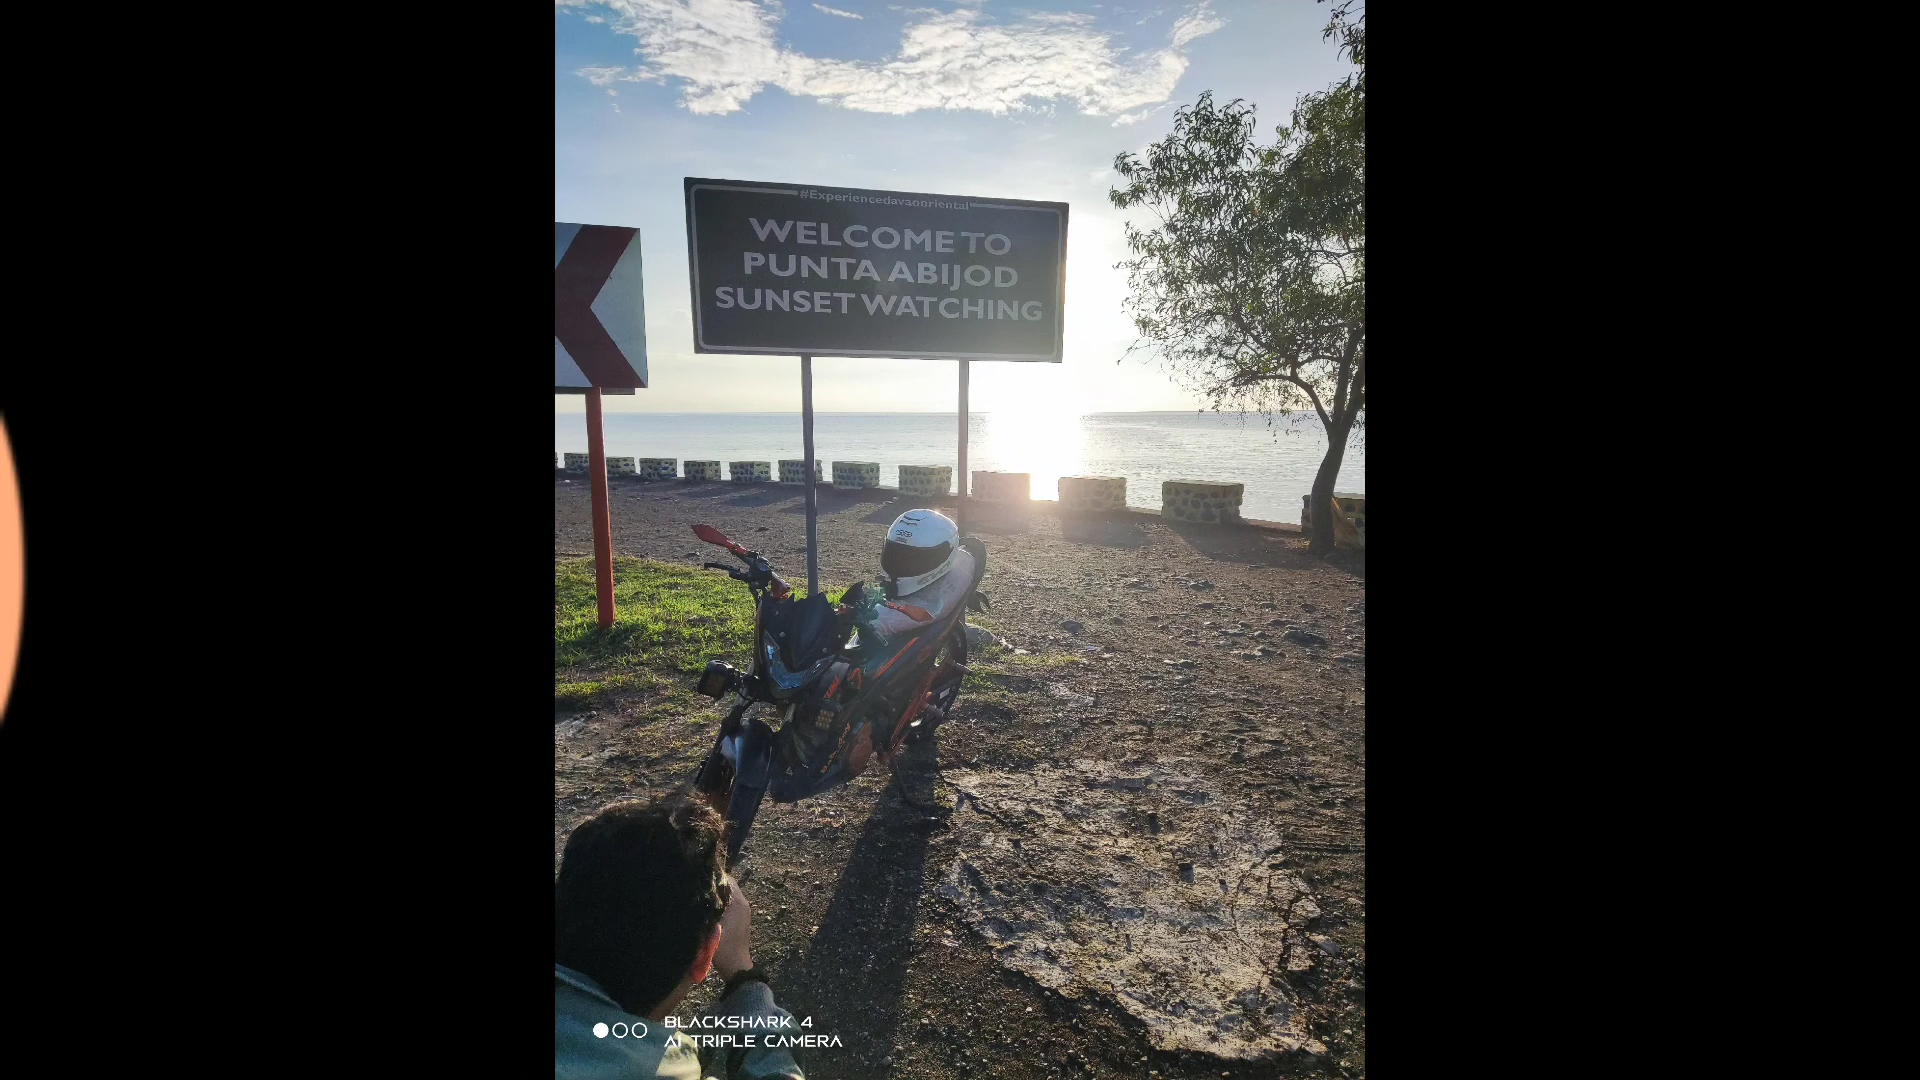 #Experiencedavaooriental
WELCOME TO
PUNTA ABIJOD
SUNSET WATCHING
BLACKSHARK 4
AI TRIPLE CAMERA